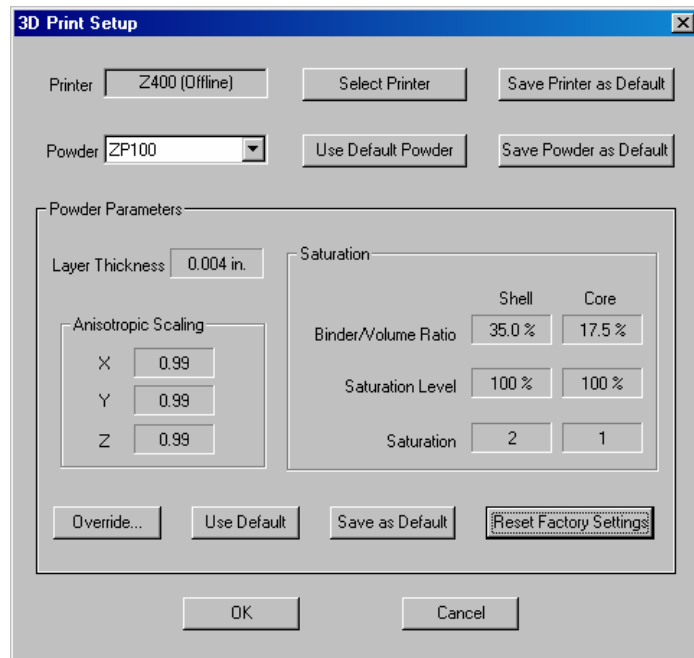 3D Print Setup
Printer Z400 (Offline) Select Printer Save Printer as Default
Powder ZP100 Use Default Powder Save Powder as Default
Powder Parameters
Layer Thickness 0.004 in.
Saturation
Shell Core
Anisotropic Scaling
Binder/Volume Ratio 35.0 % 17.5 %
X 0.99
Saturation Level 100 % 100 %
Y 0.99
Z 0.99
Saturation 2 1
Override... Use Default Save as Default Reset Factory Settings
OK Cancel